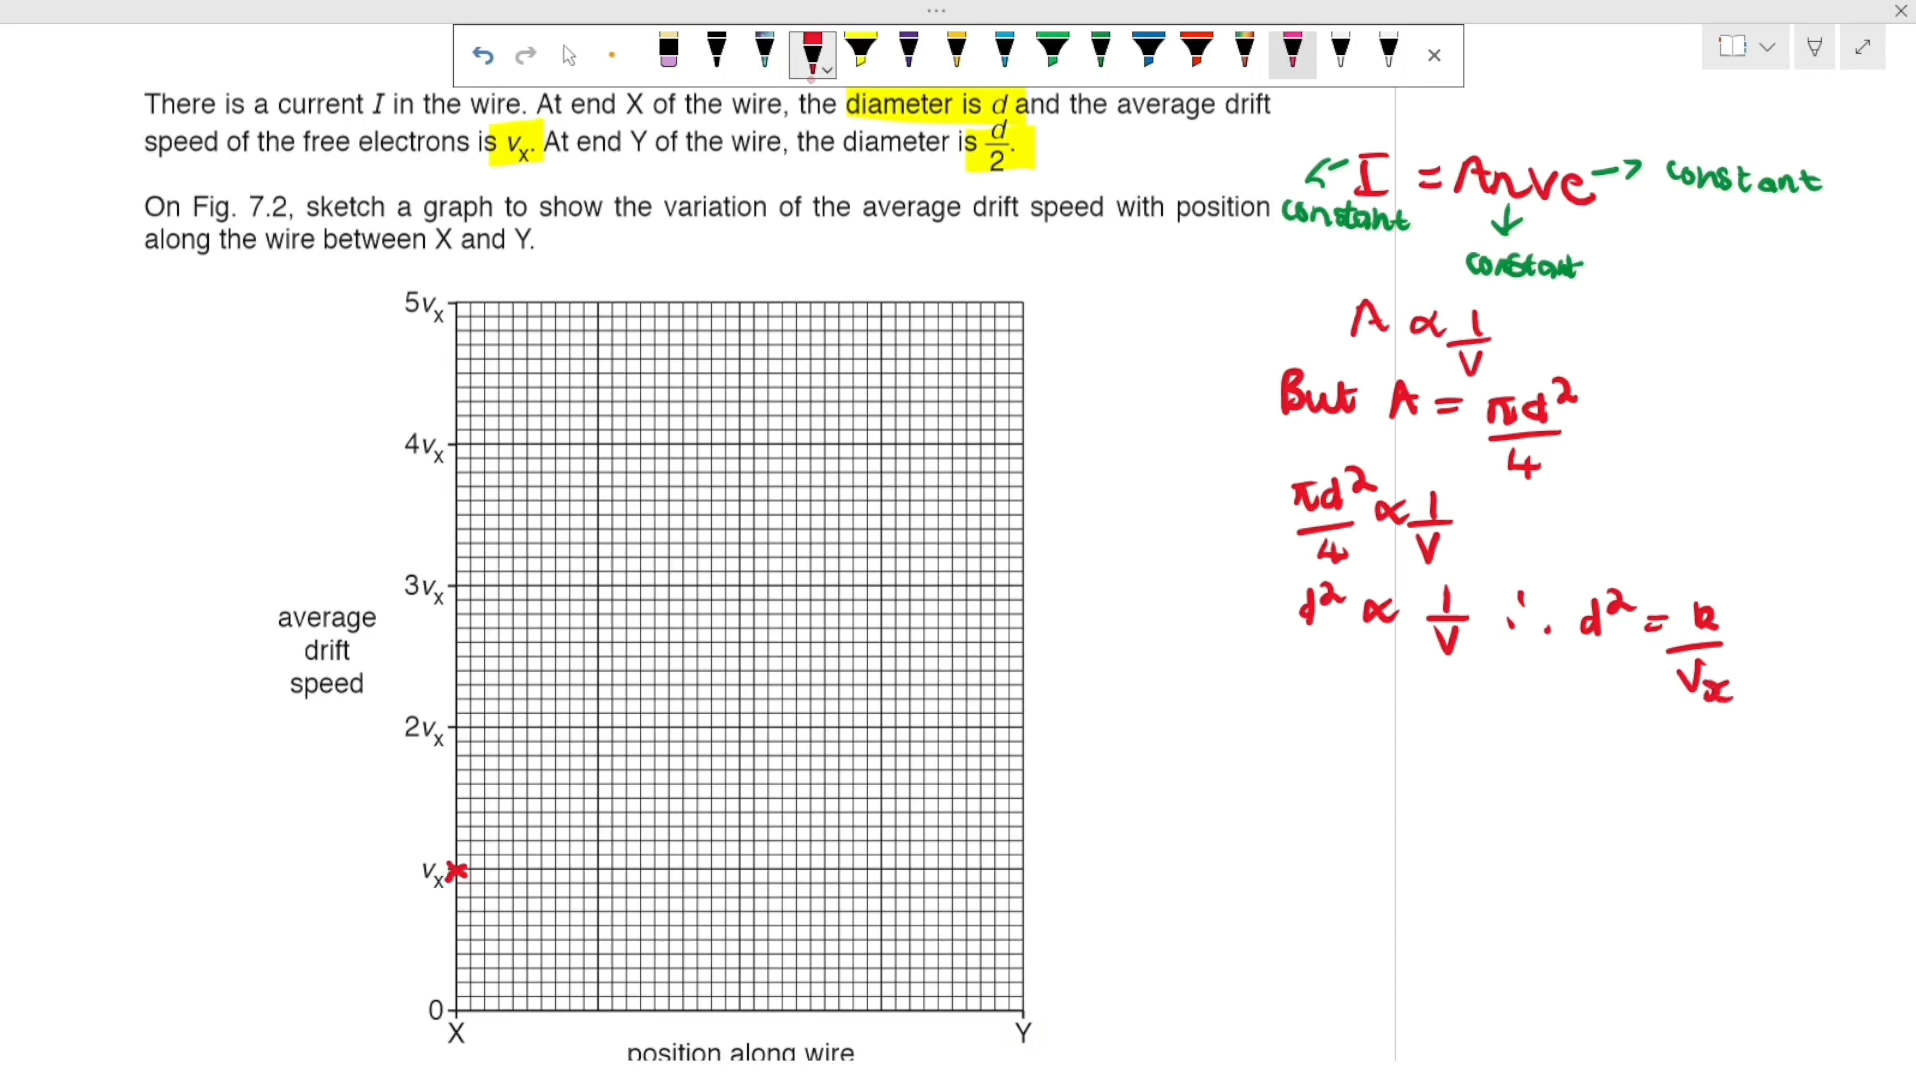 There is a current I in the wire. At end X of the wire, the diameter is d and the average drift
speed of the free electrons is vₓ. At end Y of the wire, the diameter is d/2.
On Fig. 7.2, sketch a graph to show the variation of the average drift speed with position
along the wire between X and Y.
5vₓ
4vₓ
3vₓ
average
drift
speed
2vₓ
vₓ
0
X
Y
position along wire
← I = Anve → constant
constant ↓
constant
A ∝ 1/V
But A = πd²/4
πd²/4 ∝ 1/V
d² ∝ 1/V ∴ d² = k/Vx